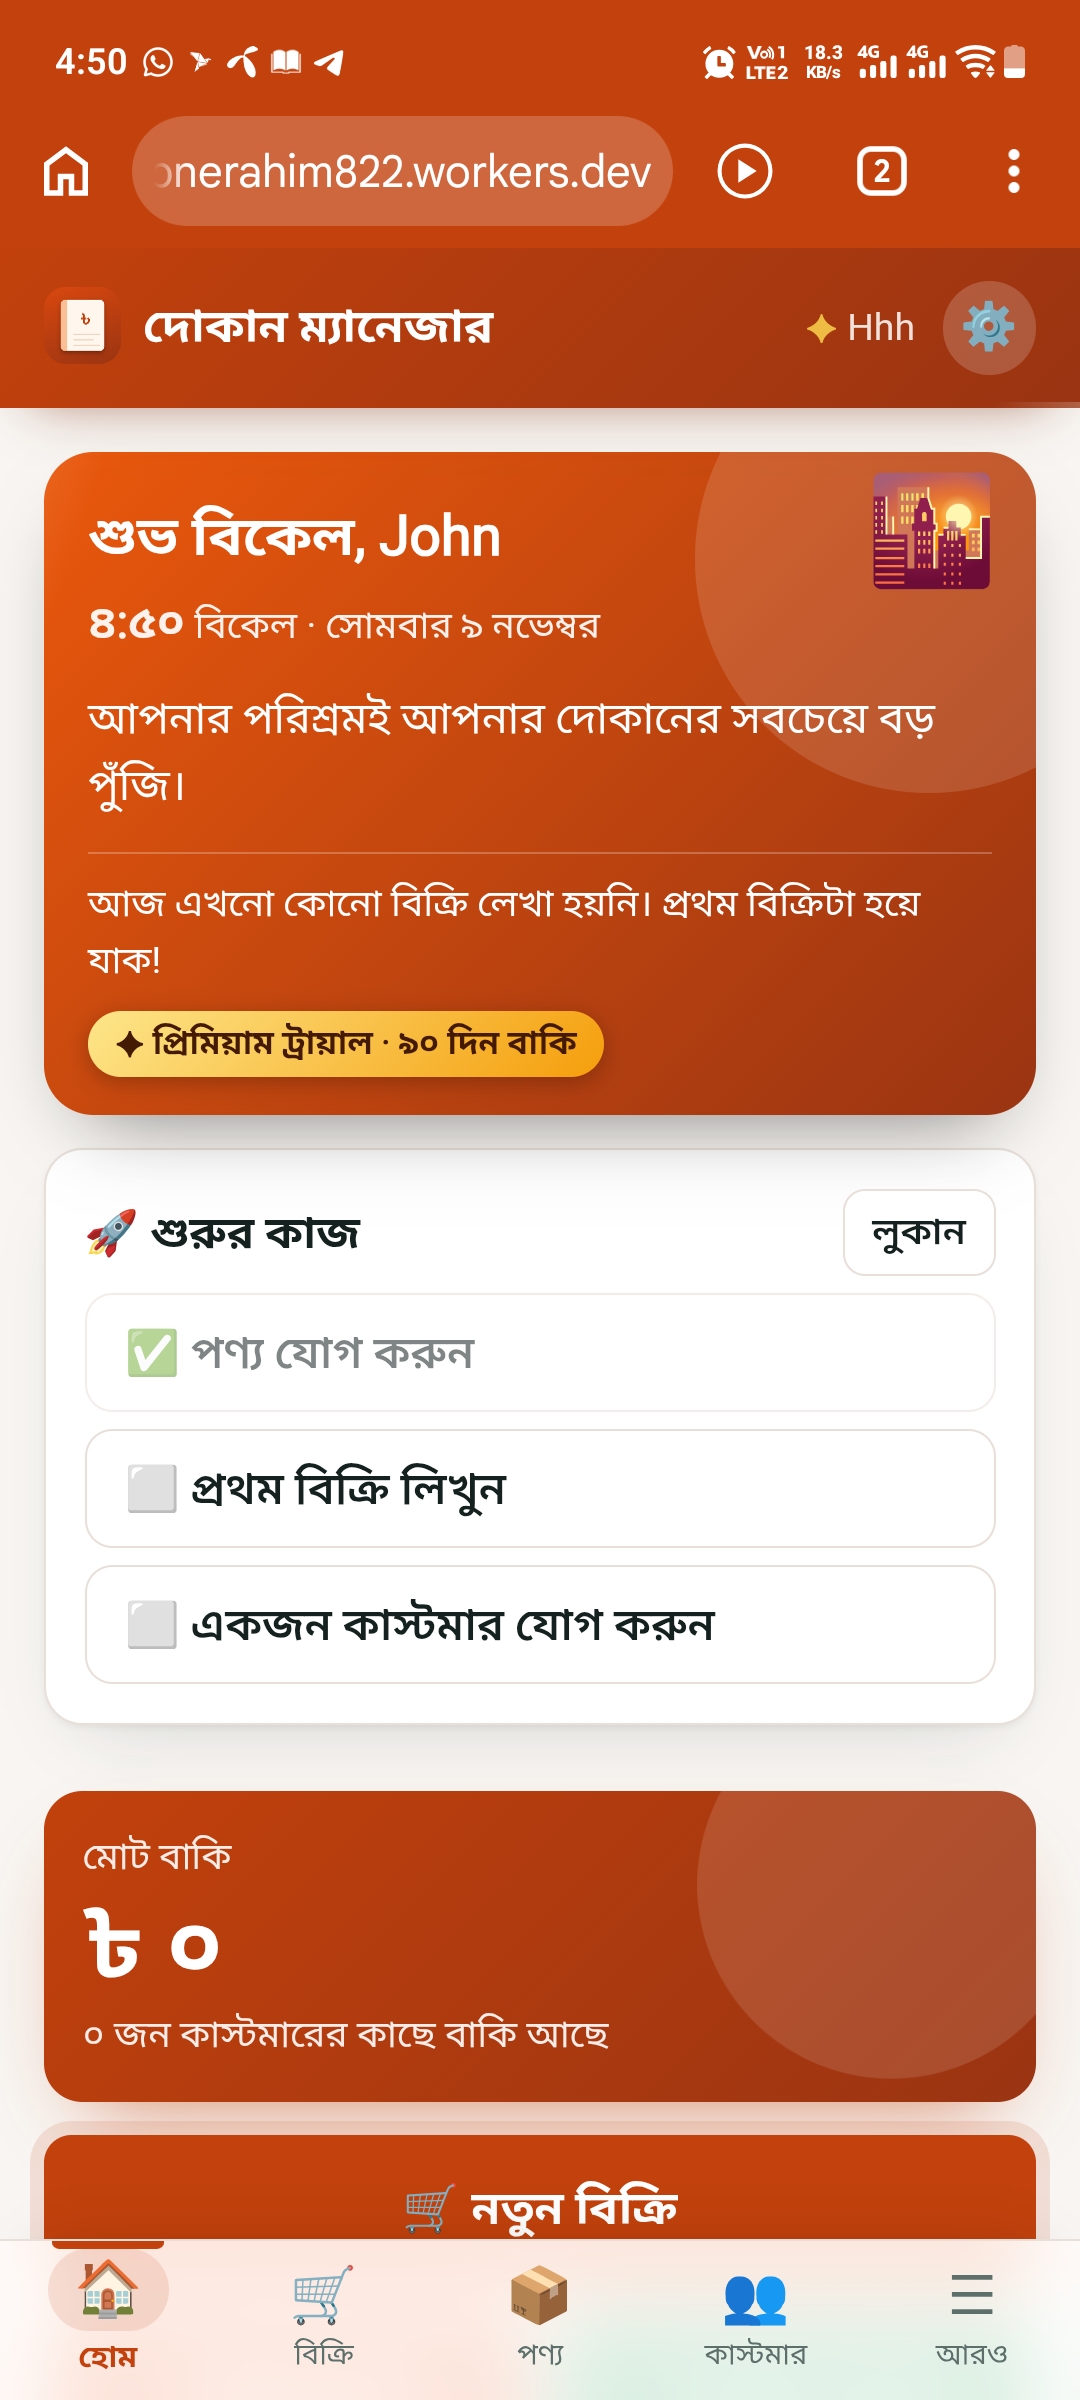 4:50
Vo)) 1
LTE2
18.3
KB/s
4G
4G
nerahim822.workers.dev
2
৳
দোকান ম্যানেজার
Hhh
শুভ বিকেল, John
৪:৫০ বিকেল · সোমবার ৯ নভেম্বর
আপনার পরিশ্রমই আপনার দোকানের সবচেয়ে বড়
পুঁজি।
আজ এখনো কোনো বিক্রি লেখা হয়নি। প্রথম বিক্রিটা হয়ে
যাক!
✦ প্রিমিয়াম ট্রায়াল · ৯০ দিন বাকি
🚀 শুরুর কাজ
লুকান
✅ পণ্য যোগ করুন
⬜ প্রথম বিক্রি লিখুন
⬜ একজন কাস্টমার যোগ করুন
মোট বাকি
৳ ০
০ জন কাস্টমারের কাছে বাকি আছে
🛒 নতুন বিক্রি
হোম
বিক্রি
পণ্য
কাস্টমার
আরও